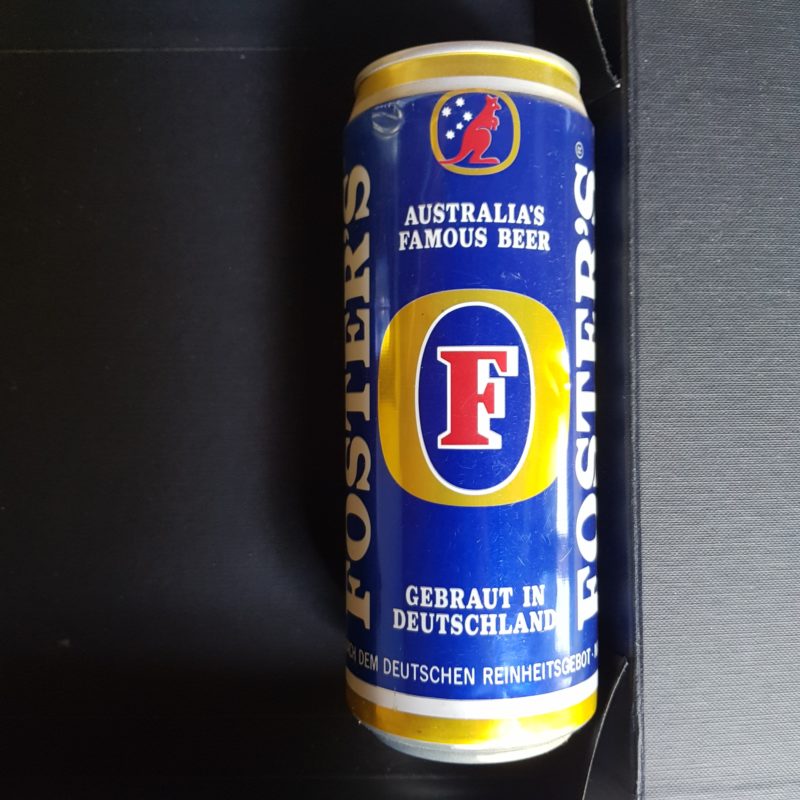 AUSTRALIA'S
FAMOUS BEER
FOSTER'S
F
FOSTER'S®
GEBRAUT IN
DEUTSCHLAND
DEM DEUTSCHEN REINHEITSGEBOT ·